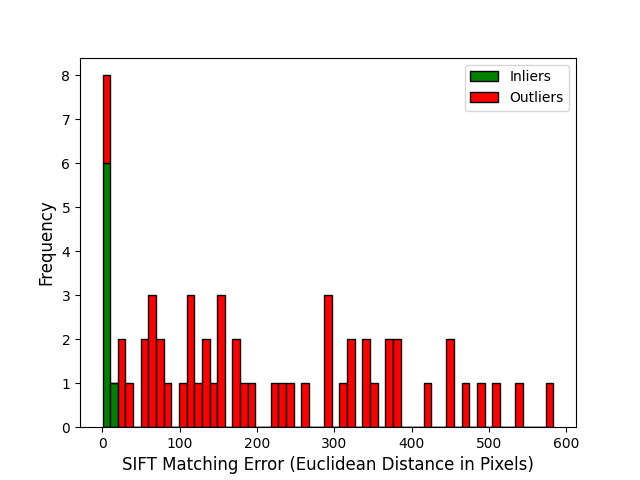 Inliers
Outliers
8
7
6
5
4
3
2
1
0
Frequency
0 100 200 300 400 500 600
SIFT Matching Error (Euclidean Distance in Pixels)